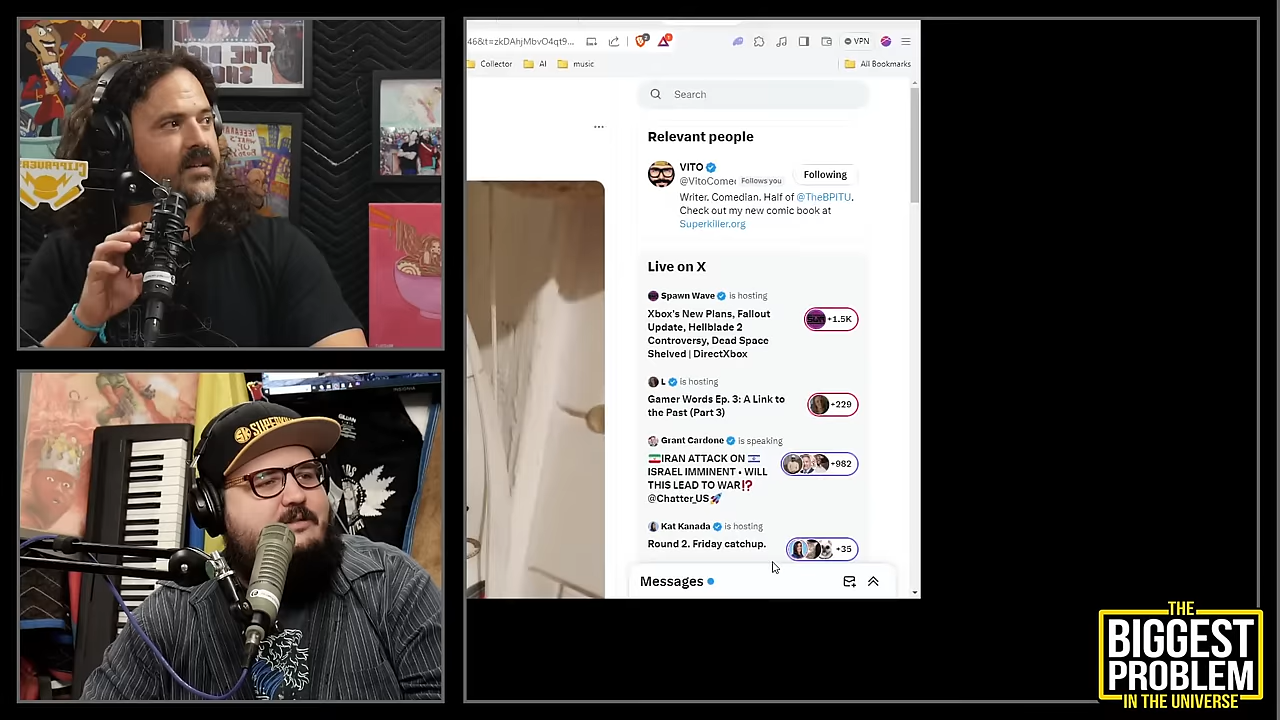 46&t=zkDAhjMbvO4qt9...
VPN
Collector
AI
music
All Bookmarks
Search
Relevant people
VITO
@VitoComec
Follows you
Following
Writer. Comedian. Half of @TheBPITU.
Check out my new comic book at
Superkiller.org
Live on X
Spawn Wave is hosting
Xbox's New Plans, Fallout
Update, Hellblade 2
Controversy, Dead Space
Shelved | DirectXbox
+1.5K
L is hosting
Gamer Words Ep. 3: A Link to
the Past (Part 3)
+229
Grant Cardone is speaking
🇮🇷IRAN ATTACK ON 🇮🇱
ISRAEL IMMINENT • WILL
THIS LEAD TO WAR⁉️
@Chatter_US🚀
+982
Kat Kanada is hosting
Round 2. Friday catchup.
+35
Messages
THE
BIGGEST
PROBLEM
IN THE UNIVERSE